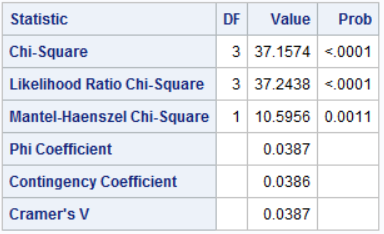 Statistic DF Value Prob
Chi-Square 3 37.1574 <.0001
Likelihood Ratio Chi-Square 3 37.2438 <.0001
Mantel-Haenszel Chi-Square 1 10.5956 0.0011
Phi Coefficient 0.0387
Contingency Coefficient 0.0386
Cramer's V 0.0387